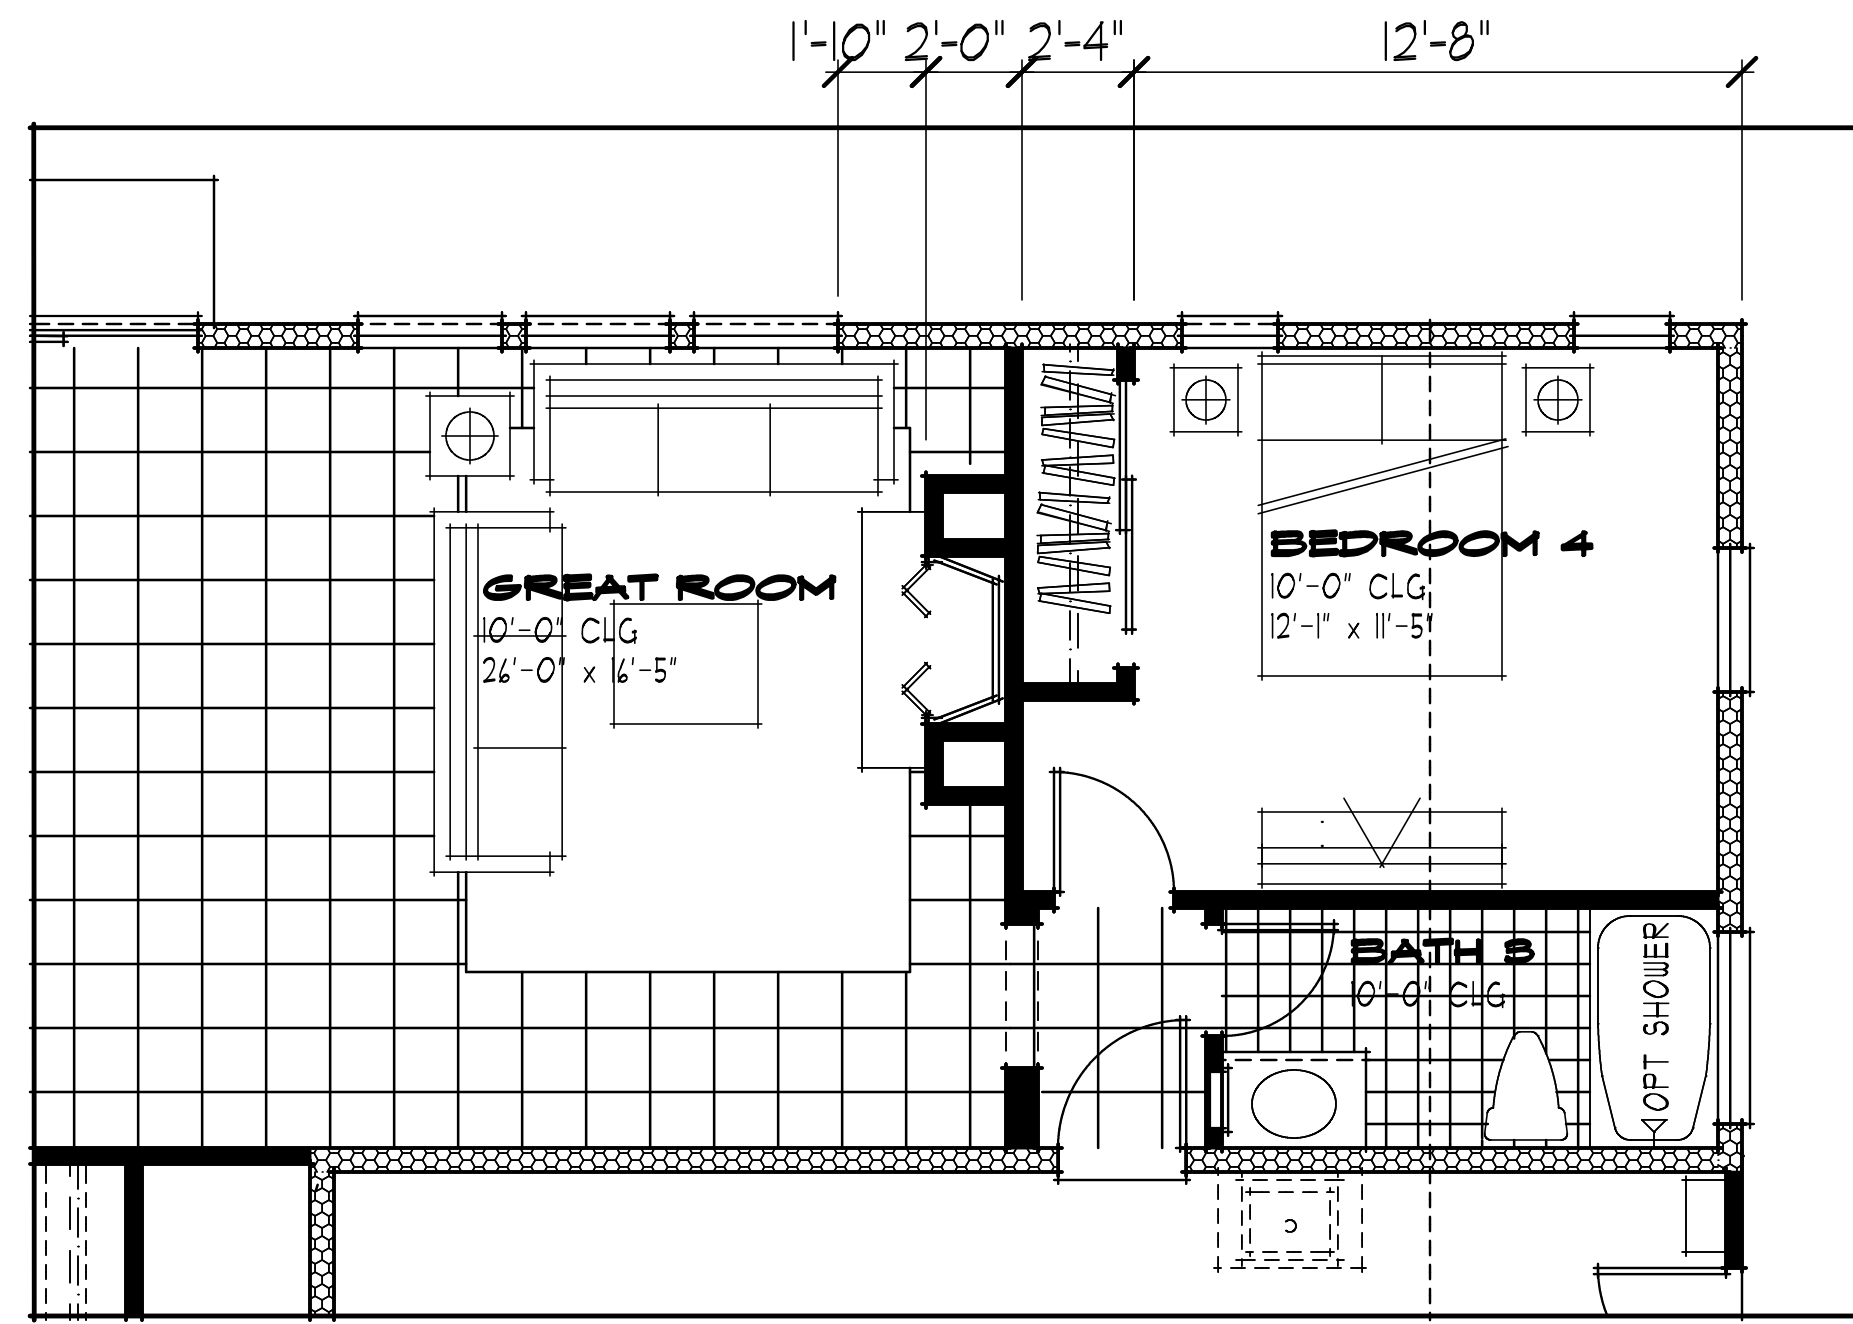 1'-10" 2'-0" 2'-4" 12'-8"
GREAT ROOM
10'-0" CLG
26'-0" x 16'-5"
BEDROOM 4
10'-0" CLG
12'-1" x 11'-5"
BATH 3
10'-0" CLG
OPT SHOWER